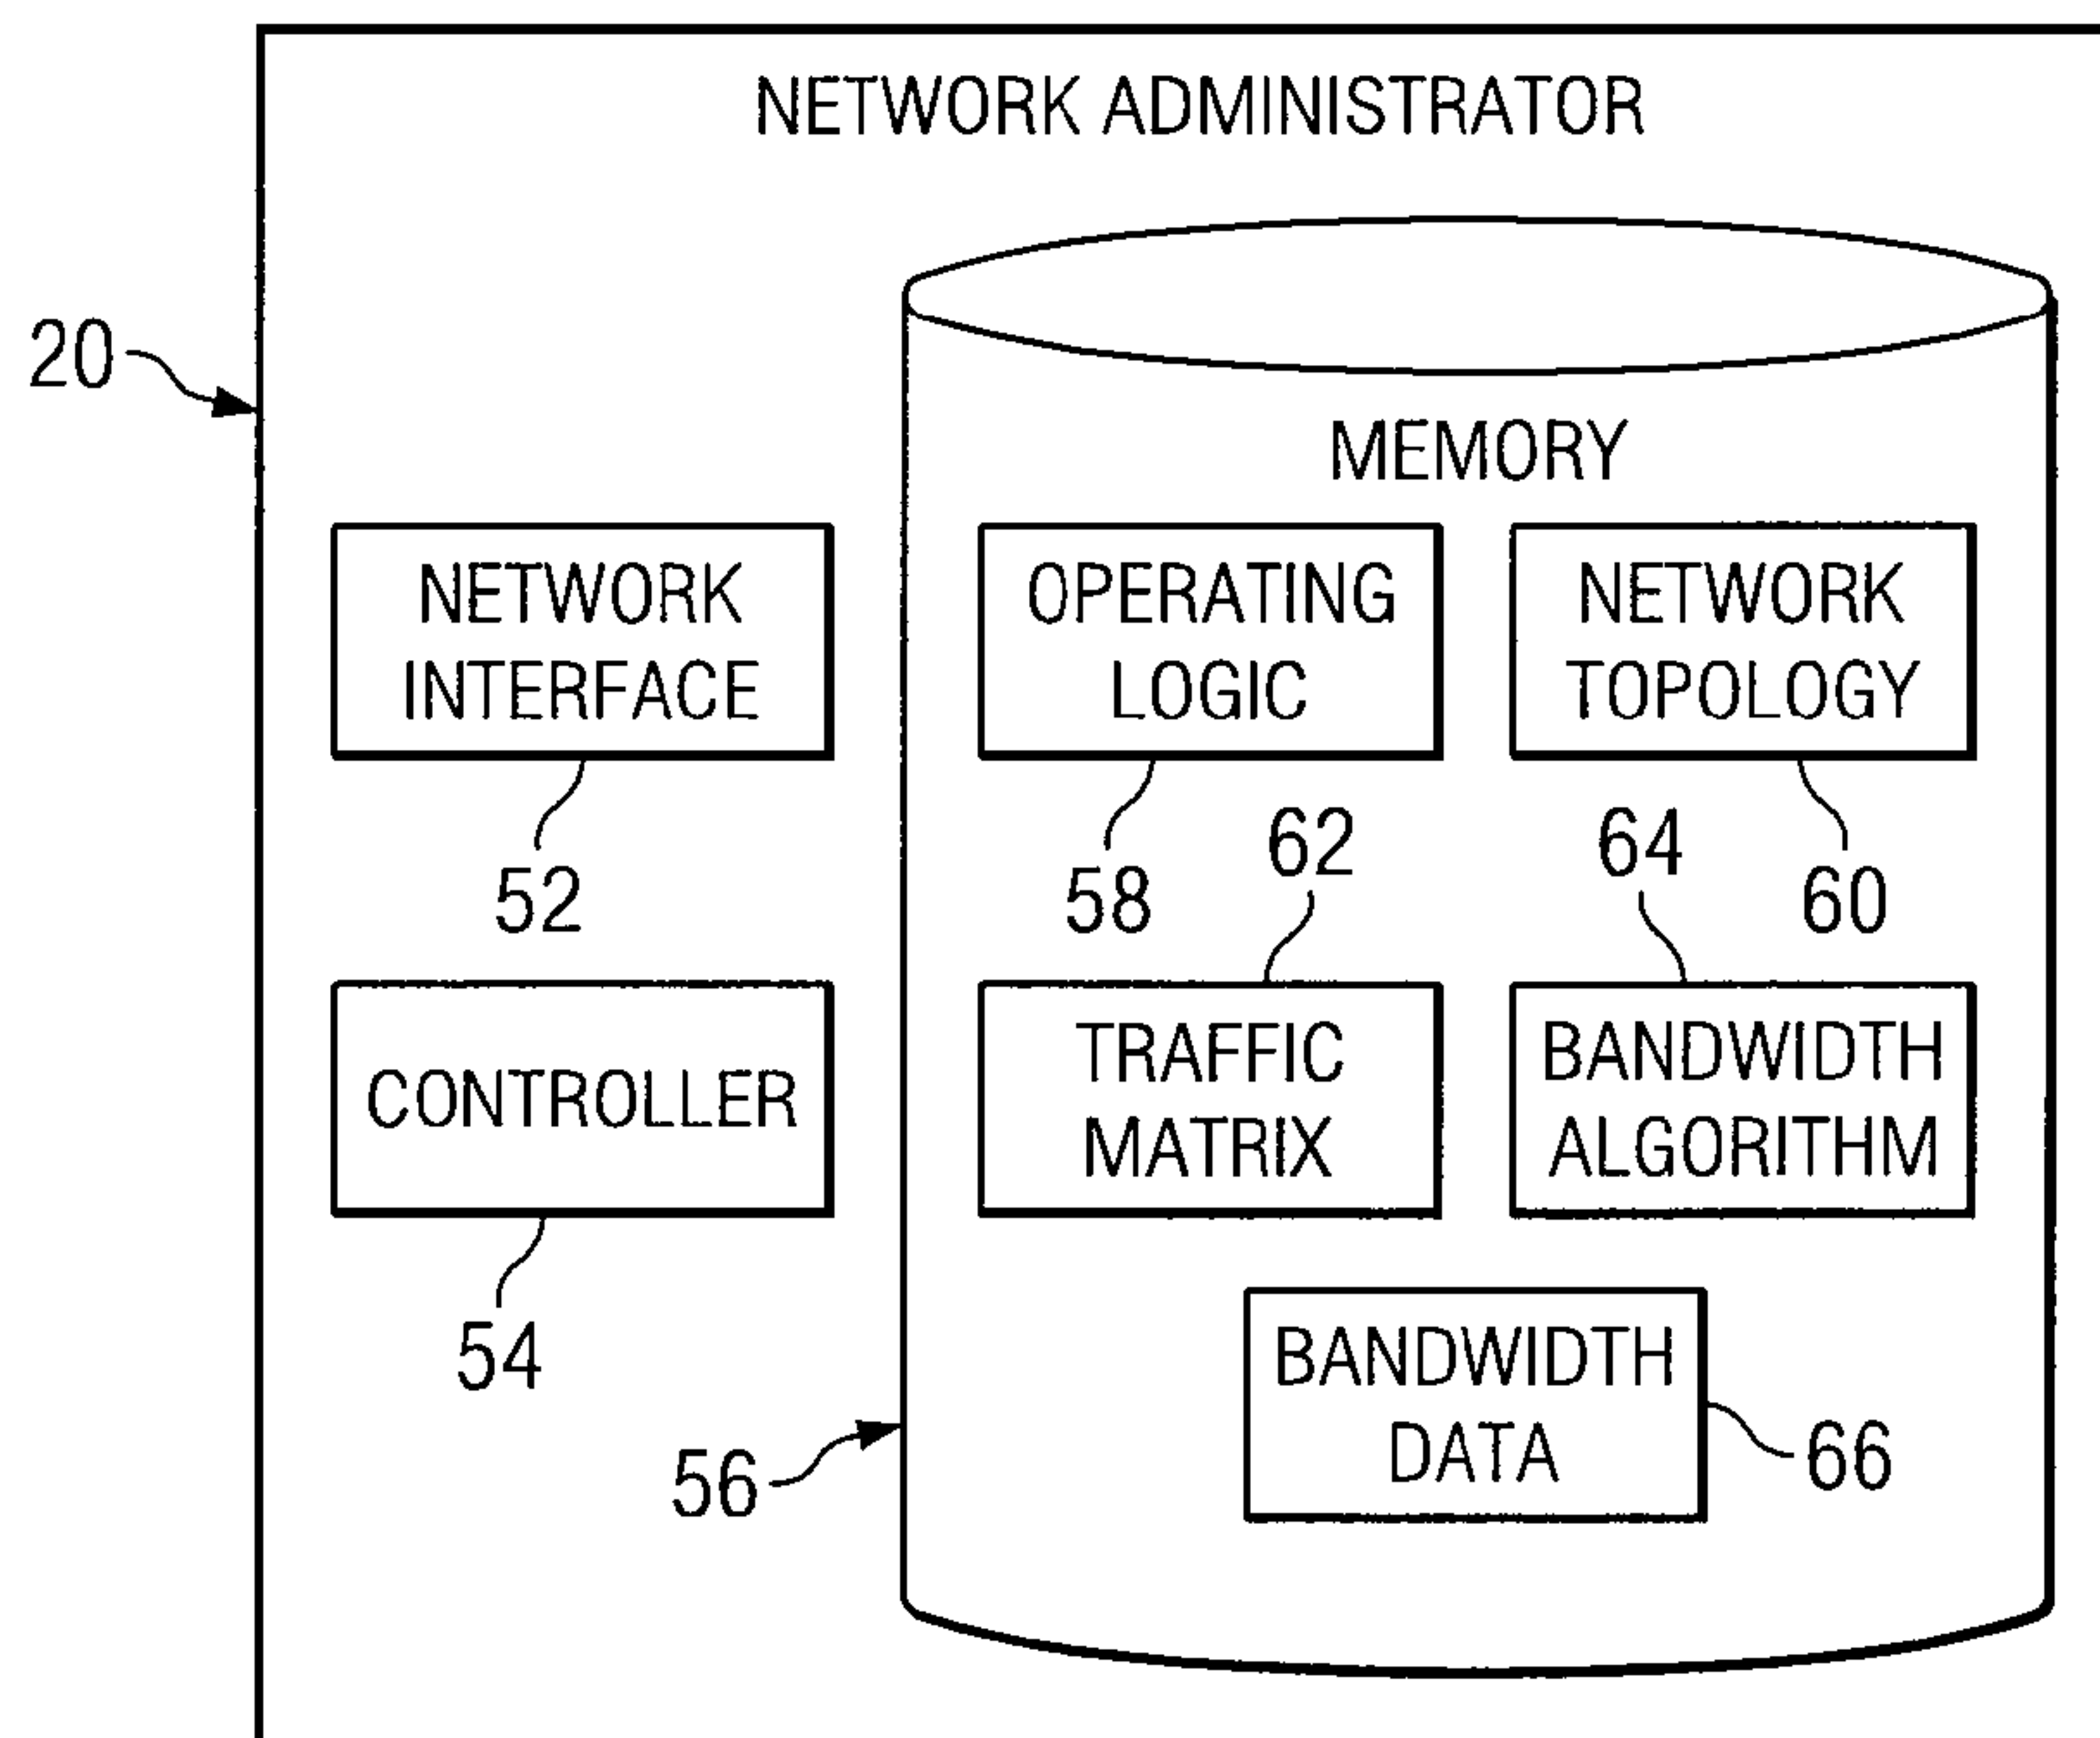 NETWORK ADMINISTRATOR
20
MEMORY
NETWORK
INTERFACE
52
OPERATING
LOGIC
58
NETWORK
TOPOLOGY
60
62
64
CONTROLLER
54
TRAFFIC
MATRIX
BANDWIDTH
ALGORITHM
BANDWIDTH
DATA
56
66